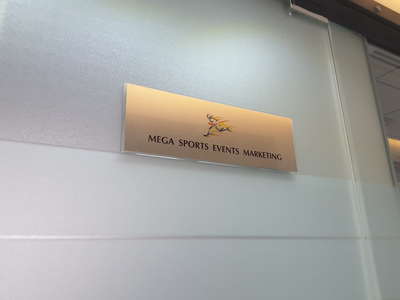 MEGA SPORTS EVENTS MARKETING